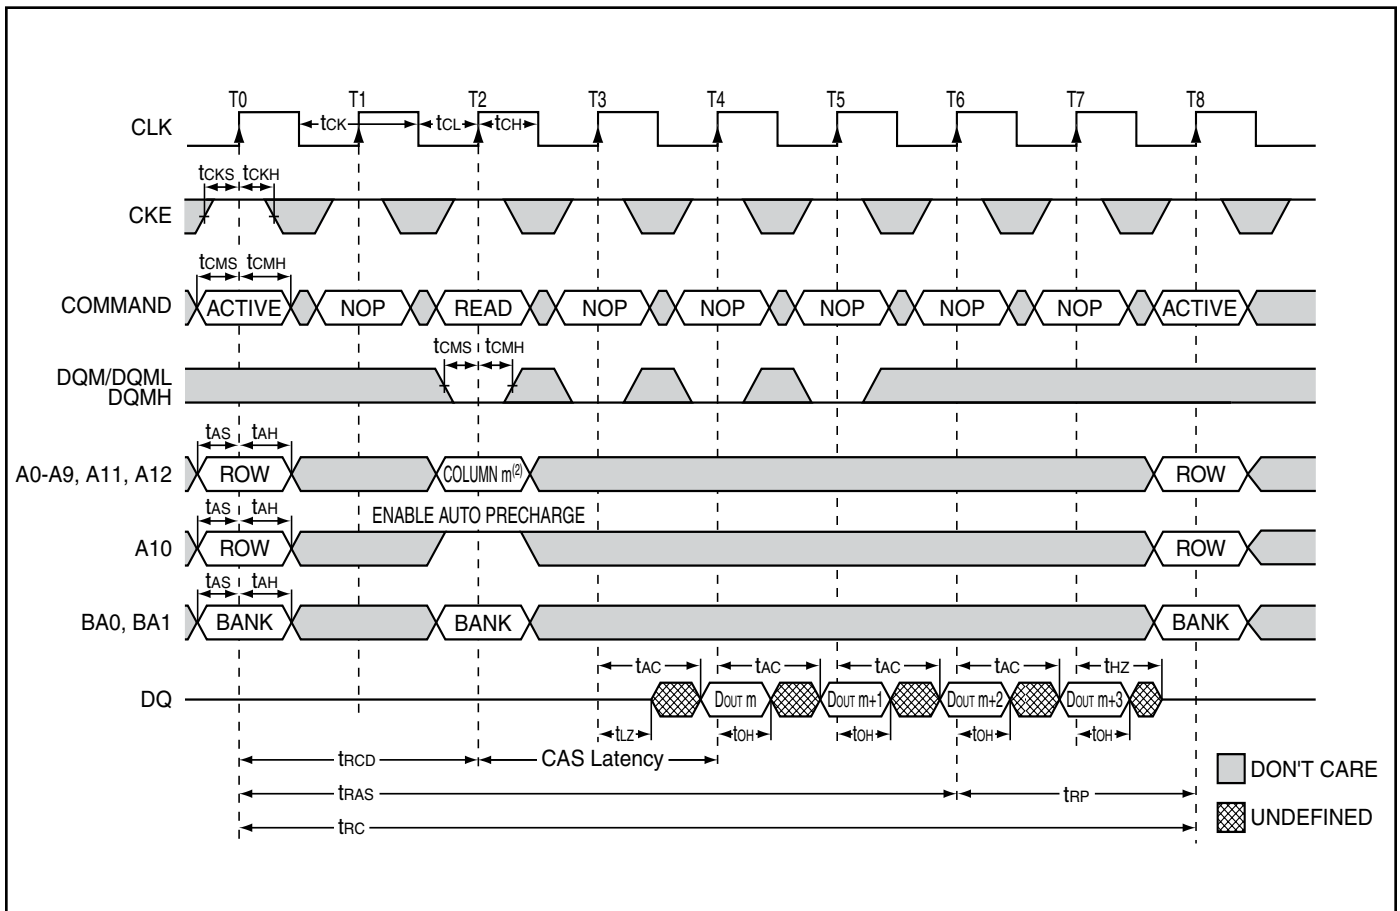 T0 T1 T2 T3 T4 T5 T6 T7 T8
CLK tCK tCL tCH
tCKS tCKH
CKE
tCMS tCMH
COMMAND ACTIVE NOP READ NOP NOP NOP NOP NOP ACTIVE
tCMS tCMH
DQM/DQML
DQMH
tAS tAH
A0-A9, A11, A12 ROW COLUMN m(2) ROW
tAS tAH ENABLE AUTO PRECHARGE
A10 ROW ROW
tAS tAH
BA0, BA1 BANK BANK BANK
tAC tAC tAC tAC tHZ
DQ DOUT m DOUT m+1 DOUT m+2 DOUT m+3
tLZ tOH tOH tOH tOH
tRCD CAS Latency
DON'T CARE
tRAS tRP
UNDEFINED
tRC